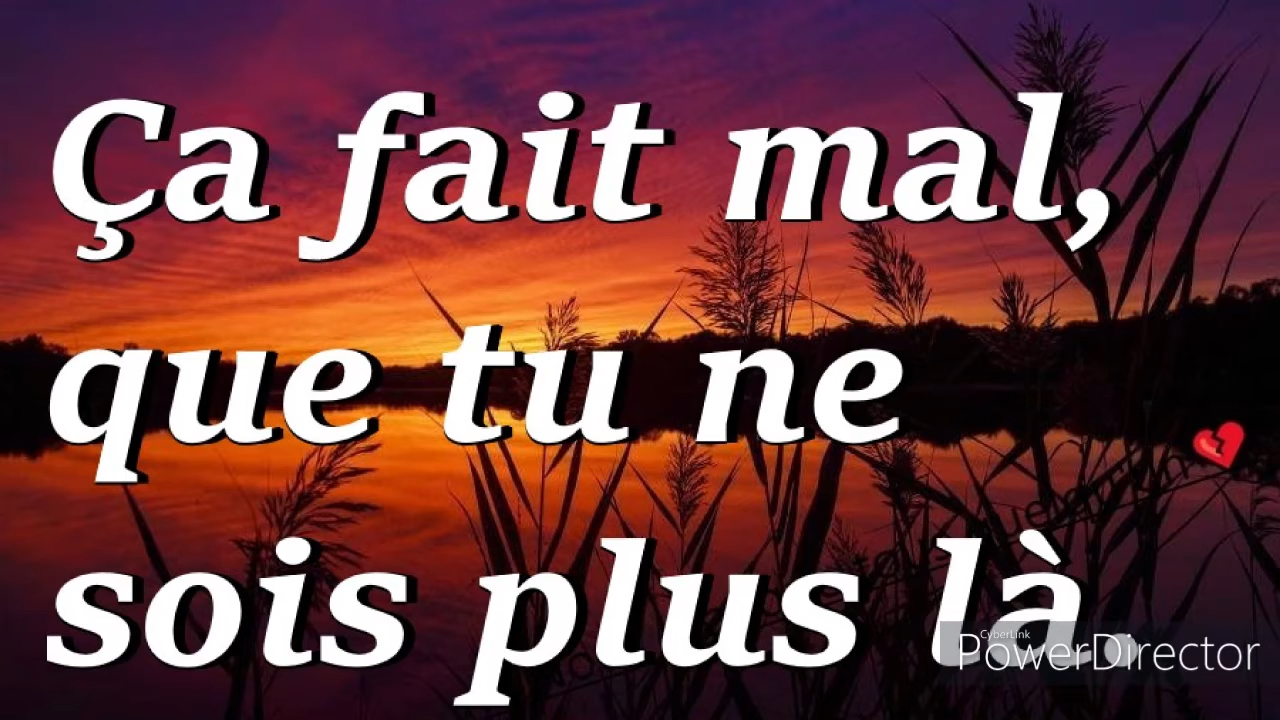 Ça fait mal,
que tu ne
sois plus là
CyberLink
PowerDirector